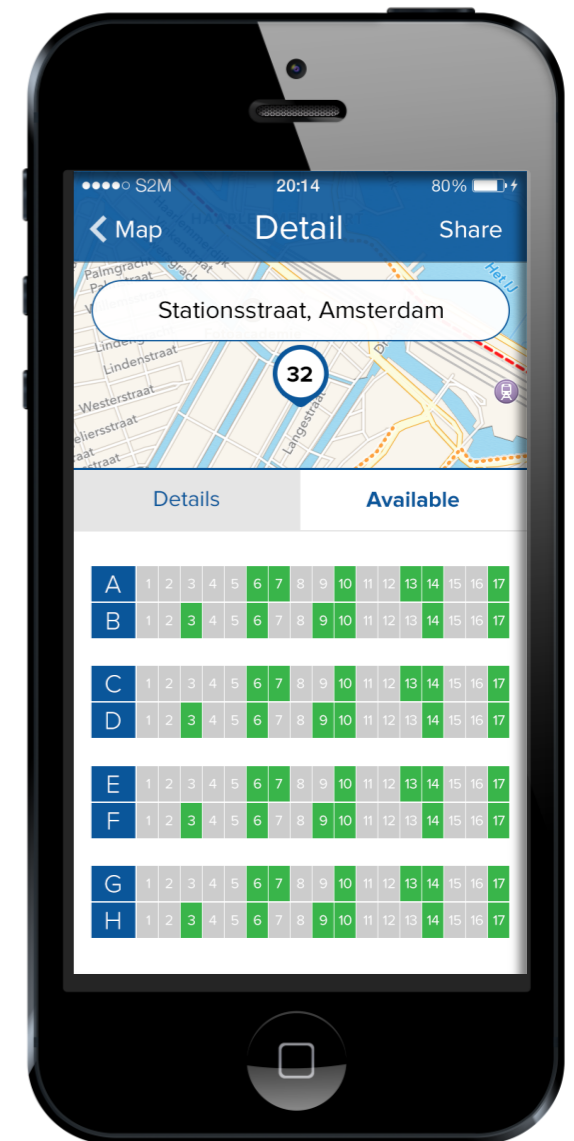 S2M 20:14 80%
Map Detail Share
Palmgracht
Stationsstraat, Amsterdam
Het IJ
Lindengracht
Lindenstraat
32
Westerstraat
Langestraat
Details Available
A 1 2 3 4 5 6 7 8 9 10 11 12 13 14 15 16 17
B 1 2 3 4 5 6 7 8 9 10 11 12 13 14 15 16 17
C 1 2 3 4 5 6 7 8 9 10 11 12 13 14 15 16 17
D 1 2 3 4 5 6 7 8 9 10 11 12 13 14 15 16 17
E 1 2 3 4 5 6 7 8 9 10 11 12 13 14 15 16 17
F 1 2 3 4 5 6 7 8 9 10 11 12 13 14 15 16 17
G 1 2 3 4 5 6 7 8 9 10 11 12 13 14 15 16 17
H 1 2 3 4 5 6 7 8 9 10 11 12 13 14 15 16 17